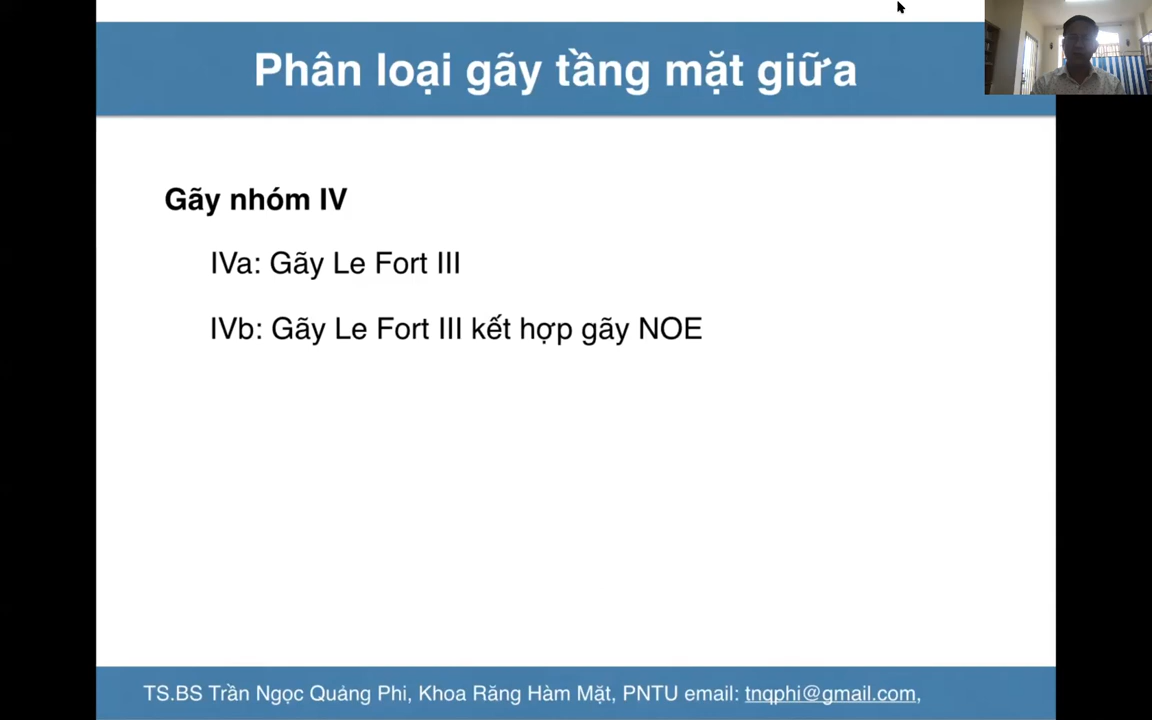 Phân loại gãy tầng mặt giữa
Gãy nhóm IV
IVa: Gãy Le Fort III
IVb: Gãy Le Fort III kết hợp gãy NOE
TS.BS Trần Ngọc Quảng Phi, Khoa Răng Hàm Mặt, PNTU email: tnqphi@gmail.com,